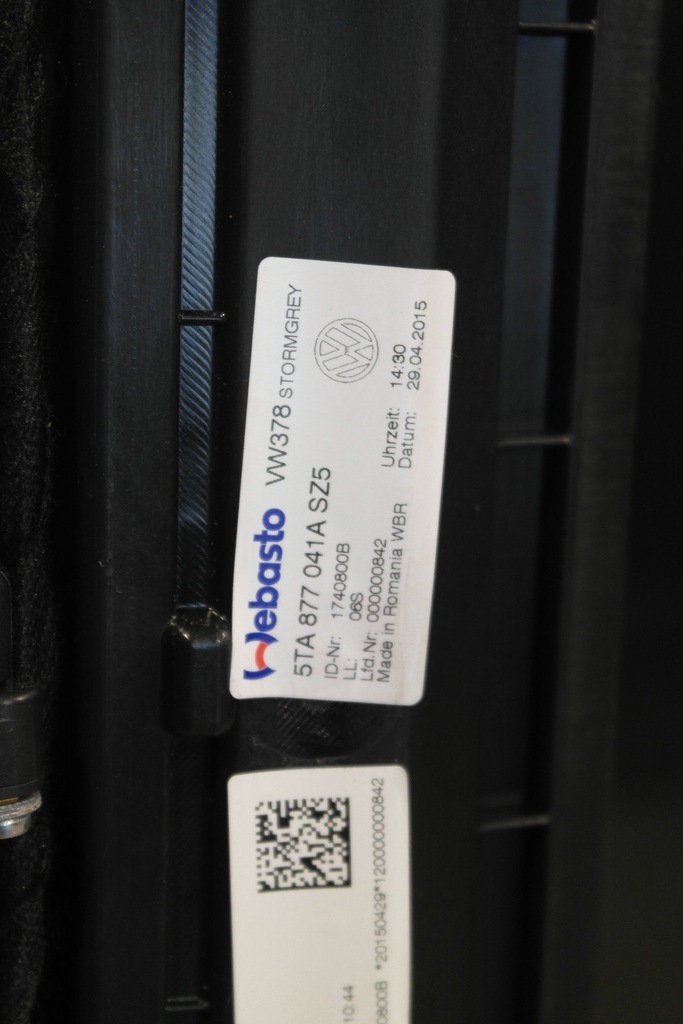 Webasto VW378 STORMGREY
5TA 877 041A SZ5
ID-Nr: 1740800B
LL: 06S
Lfd.Nr: 000000842
Made in Romania WBR
Uhrzeit: 14:30
Datum: 29.04.2015
10:44
0800B *20150429*120000000842